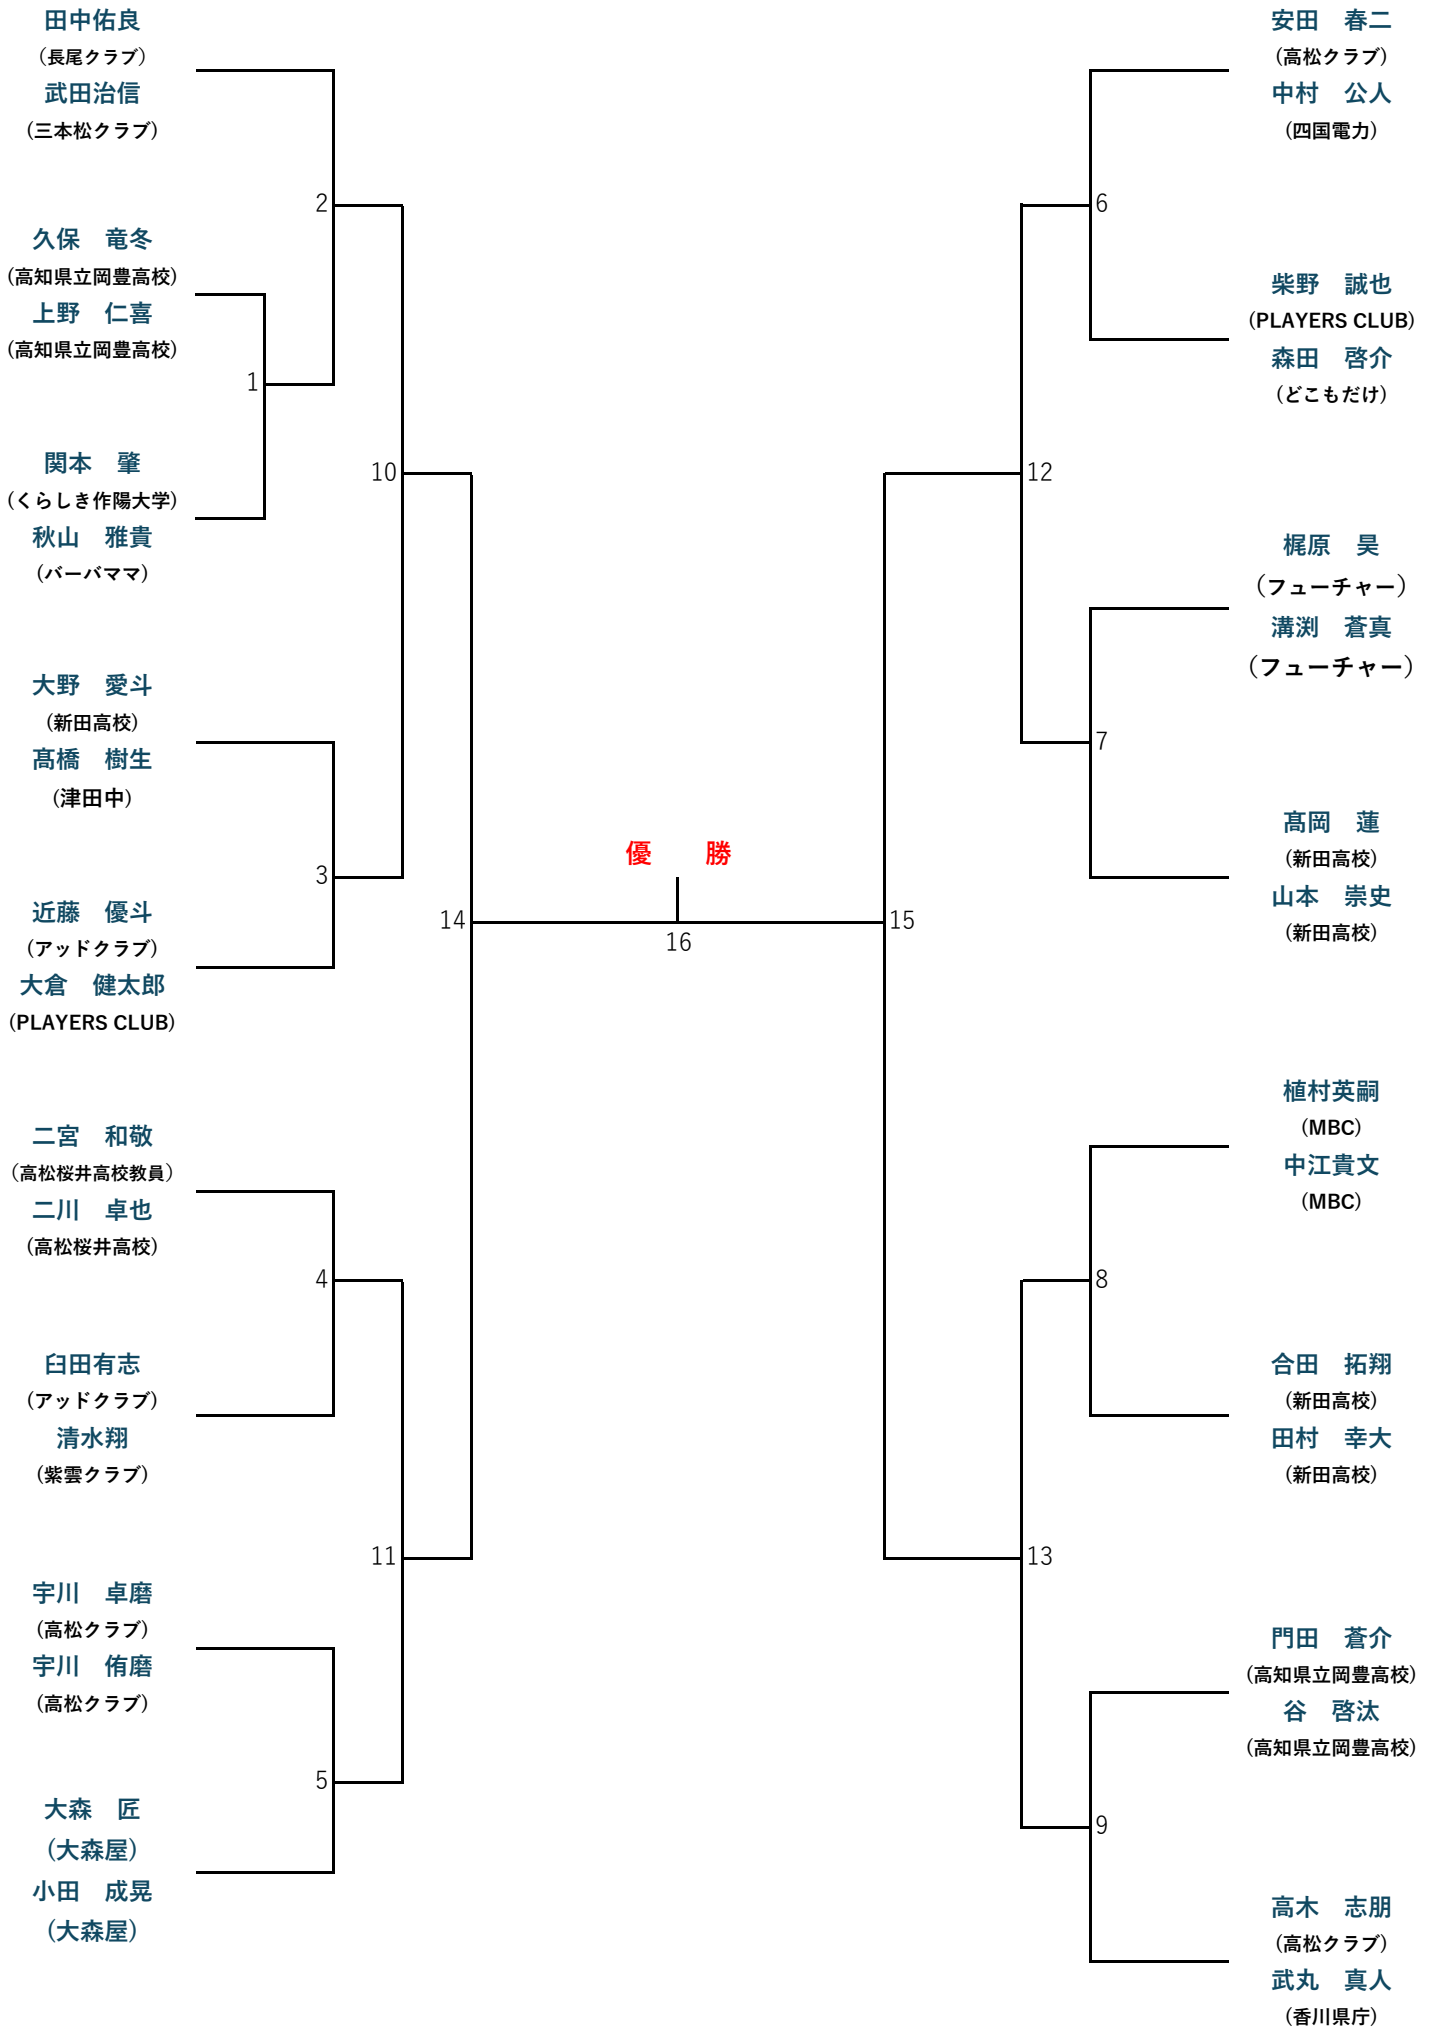 田中佑良
（長尾クラブ）
武田治信
(三本松クラブ)
2
久保　竜冬
(高知県立岡豊高校)
上野　仁喜
(高知県立岡豊高校)
1
関本　肇
(くらしき作陽大学)
秋山　雅貴
(バーバママ)
10
大野　愛斗
(新田高校)
髙橋　樹生
(津田中)
3
近藤　優斗
(アッドクラブ)
大倉　健太郎
(PLAYERS CLUB)
14
二宮　和敬
（高松桜井高校教員）
二川　卓也
(高松桜井高校)
4
臼田有志
(アッドクラブ)
清水翔
(紫雲クラブ)
11
宇川　卓磨
(高松クラブ)
宇川　侑磨
(高松クラブ)
5
大森　匠
(大森屋)
小田　成晃
(大森屋)
優　勝
16
安田　春二
(高松クラブ)
中村　公人
(四国電力)
6
柴野　誠也
(PLAYERS CLUB)
森田　啓介
(どこもだけ)
12
梶原　昊
（フューチャー）
溝渕　蒼真
（フューチャー）
7
髙岡　蓮
(新田高校)
山本　崇史
(新田高校)
15
植村英嗣
(MBC)
中江貴文
(MBC)
8
合田　拓翔
(新田高校)
田村　幸大
(新田高校)
13
門田　蒼介
(高知県立岡豊高校)
谷　啓汰
(高知県立岡豊高校)
9
高木　志朋
(高松クラブ)
武丸　真人
(香川県庁)